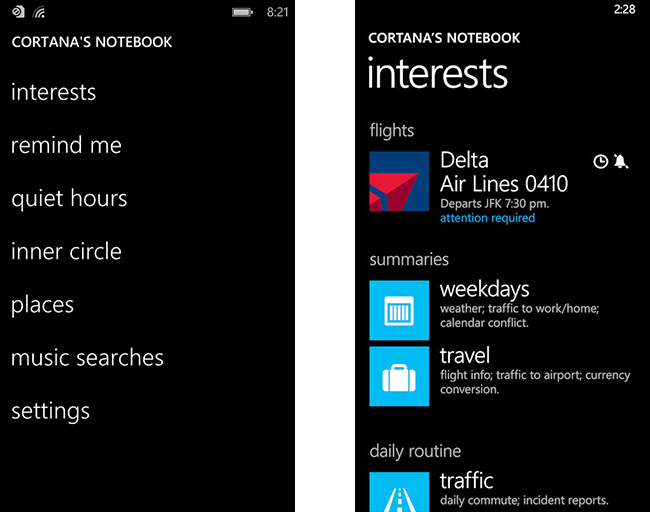 8:21
CORTANA'S NOTEBOOK
interests
remind me
quiet hours
inner circle
places
music searches
settings
2:28
CORTANA'S NOTEBOOK
interests
flights
Delta
Air Lines 0410
Departs JFK 7:30 pm.
attention required
summaries
weekdays
weather; traffic to work/home;
calendar conflict.
travel
flight info; traffic to airport; currency
conversion.
daily routine
traffic
daily commute; incident reports.